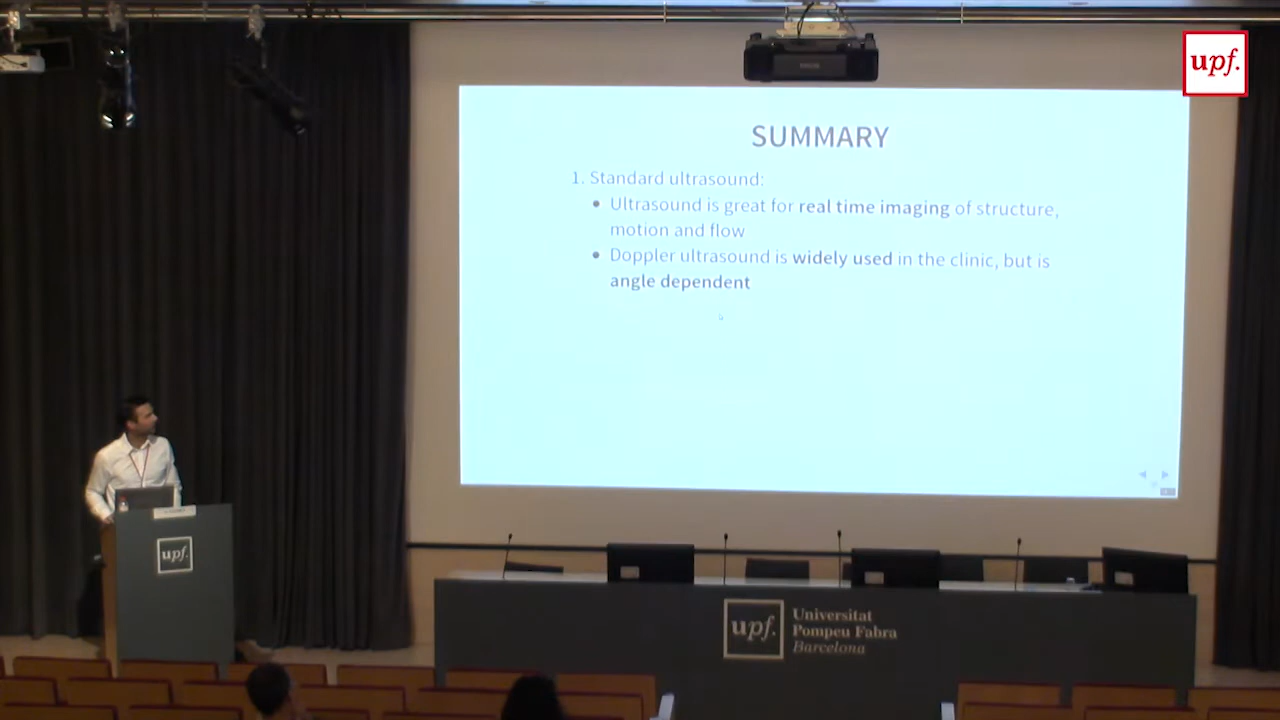 upf.
SUMMARY
1. Standard ultrasound:
• Ultrasound is great for real time imaging of structure,
motion and flow
• Doppler ultrasound is widely used in the clinic, but is
angle dependent
upf.
upf.
Universitat
Pompeu Fabra
Barcelona